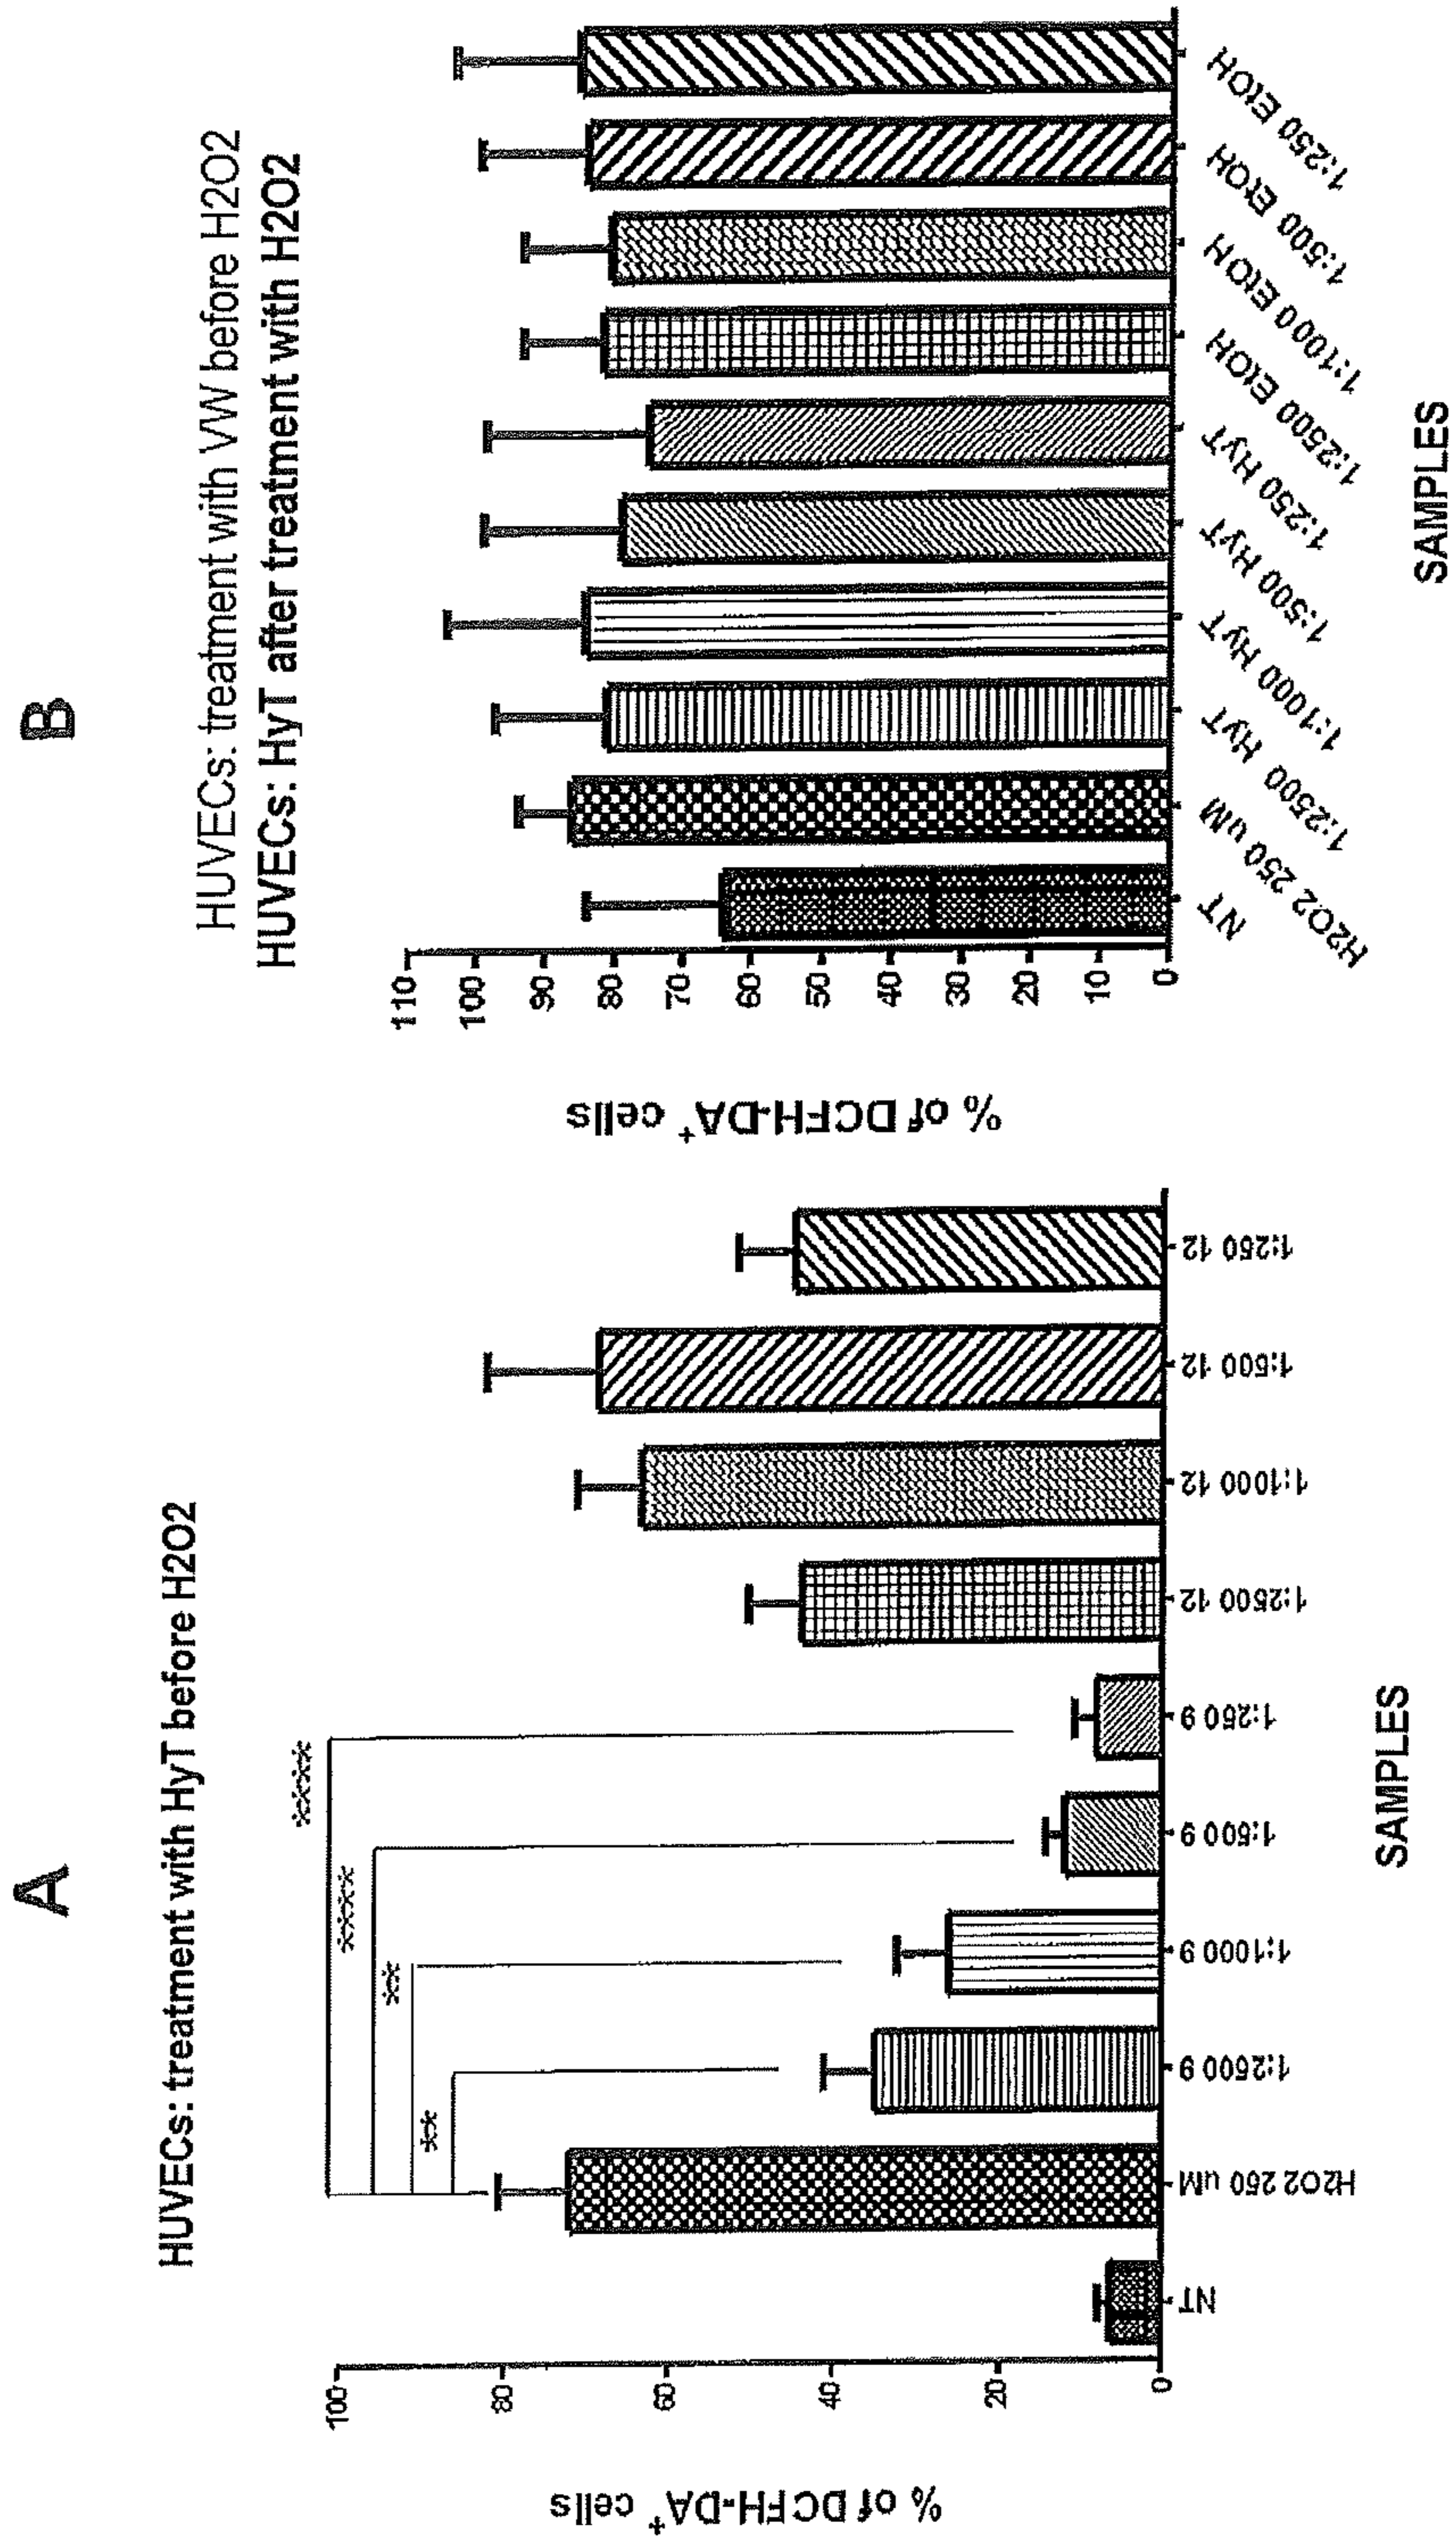 A
HUVECs: treatment with HyT before H2O2
% of DCFH-DA+ cells
100
80
60
40
20
0
****
****
**
**
NT
H2O2 250 uM
1:2500 9
1:1000 9
1:500 9
1:250 9
1:2500 12
1:1000 12
1:500 12
1:250 12
SAMPLES
B
HUVECs: treatment with VW before H2O2
HUVECs: HyT after treatment with H2O2
% of DCFH-DA+ cells
110
100
90
80
70
60
50
40
30
20
10
0
NT
H2O2 250 uM
1:2500 HyT
1:1000 HyT
1:500 HyT
1:250 HyT
1:2500 EtOH
1:1000 EtOH
1:500 EtOH
1:250 EtOH
SAMPLES